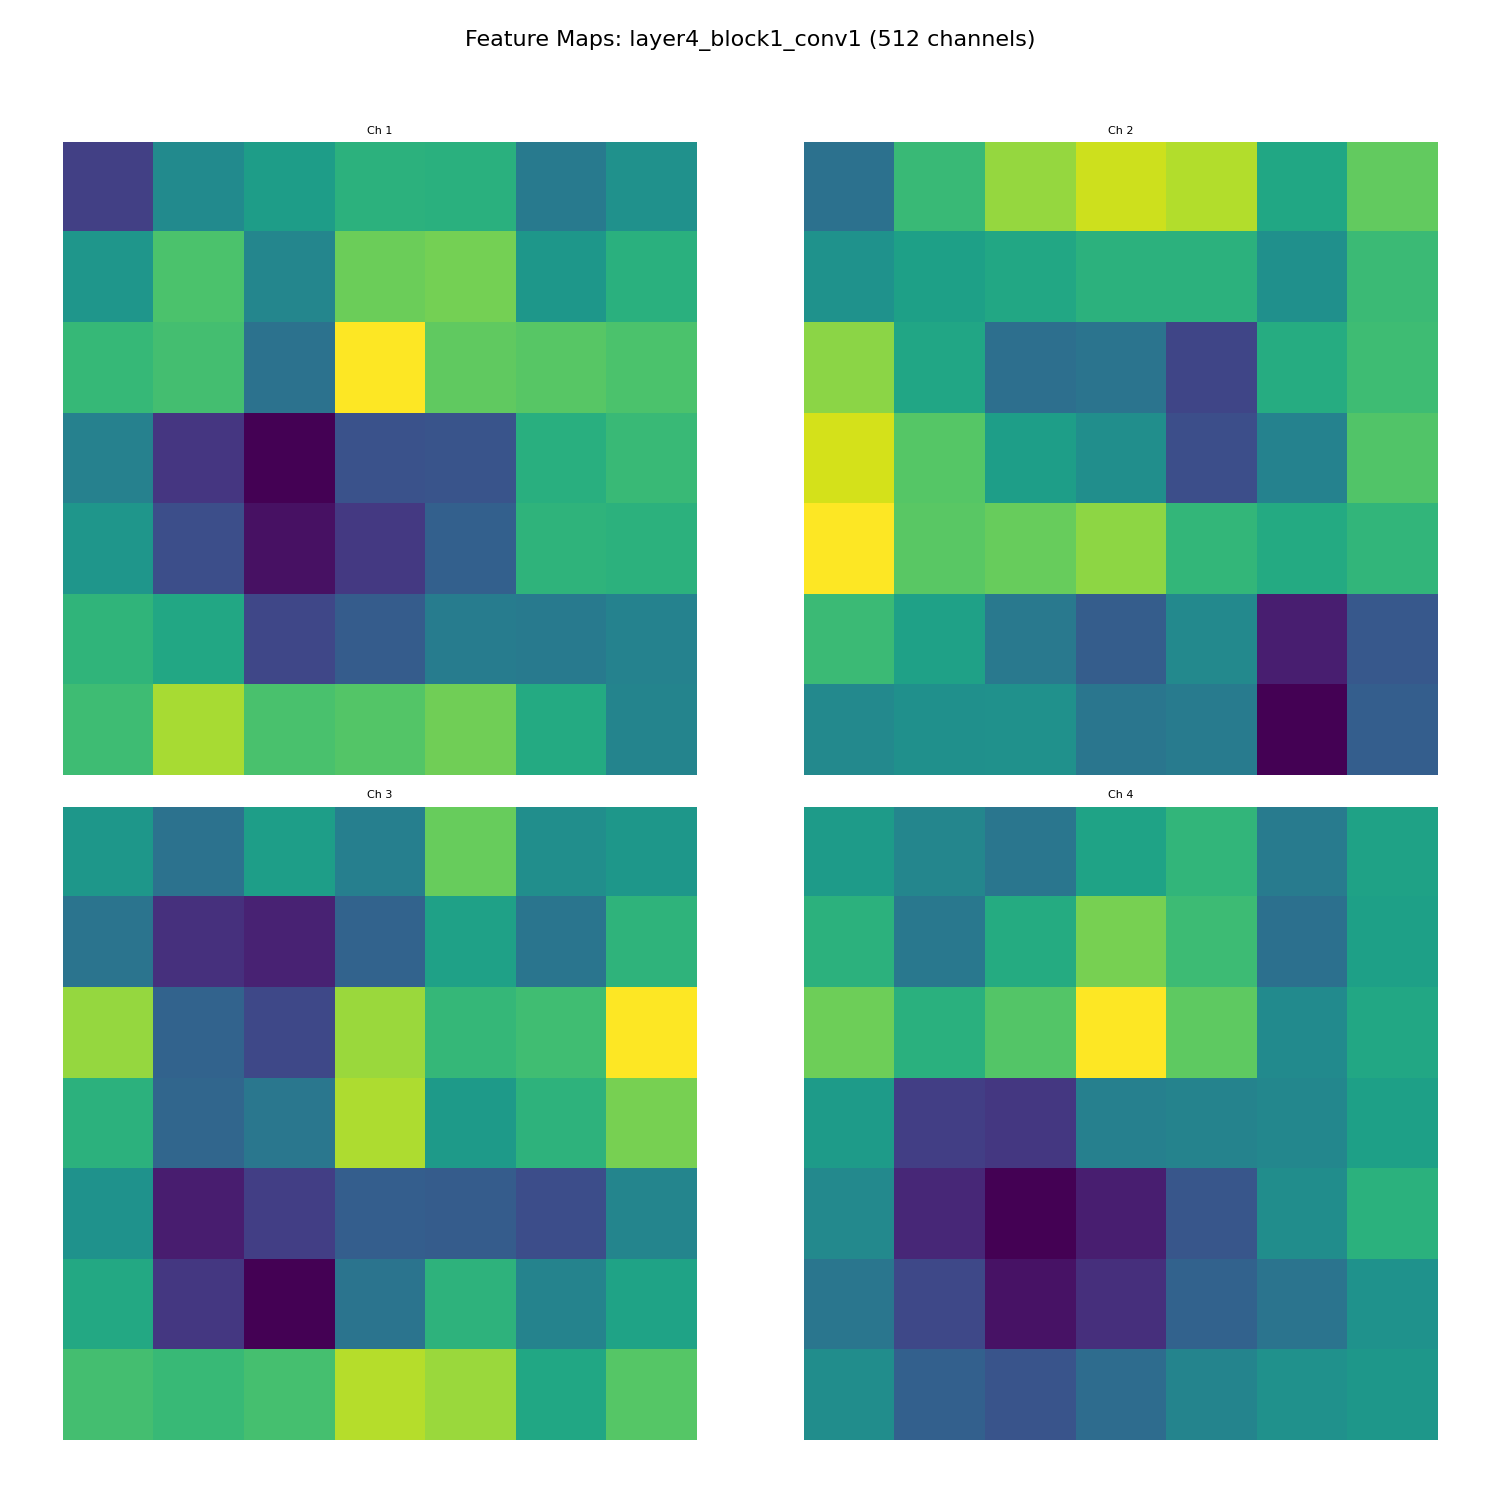 Feature Maps: layer4_block1_conv1 (512 channels)
Ch 1
Ch 2
Ch 3
Ch 4